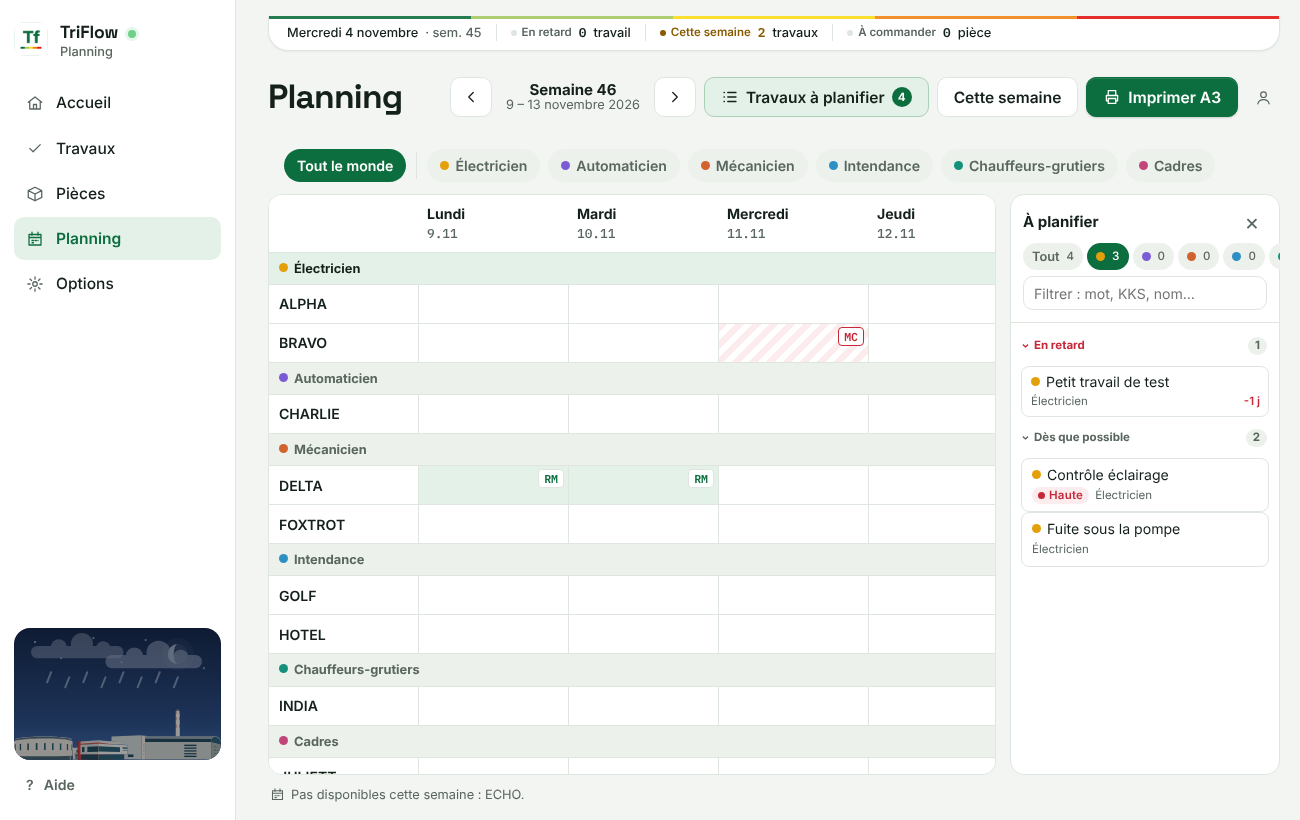 Tf TriFlow
Planning
Accueil
Travaux
Pièces
Planning
Options
? Aide
Mercredi 4 novembre · sem. 45 En retard 0 travail Cette semaine 2 travaux À commander 0 pièce
Planning
Semaine 46
9 – 13 novembre 2026
Travaux à planifier 4
Cette semaine
Imprimer A3
Tout le monde Électricien Automaticien Mécanicien Intendance Chauffeurs-grutiers Cadres
Lundi Mardi Mercredi Jeudi
9.11 10.11 11.11 12.11
Électricien
ALPHA
BRAVO MC
Automaticien
CHARLIE
Mécanicien
DELTA RM RM
FOXTROT
Intendance
GOLF
HOTEL
Chauffeurs-grutiers
INDIA
Cadres
Pas disponibles cette semaine : ECHO.
À planifier
Tout 4 3 0 0 0
Filtrer : mot, KKS, nom...
En retard 1
Petit travail de test
Électricien -1 j
Dès que possible 2
Contrôle éclairage
Haute Électricien
Fuite sous la pompe
Électricien